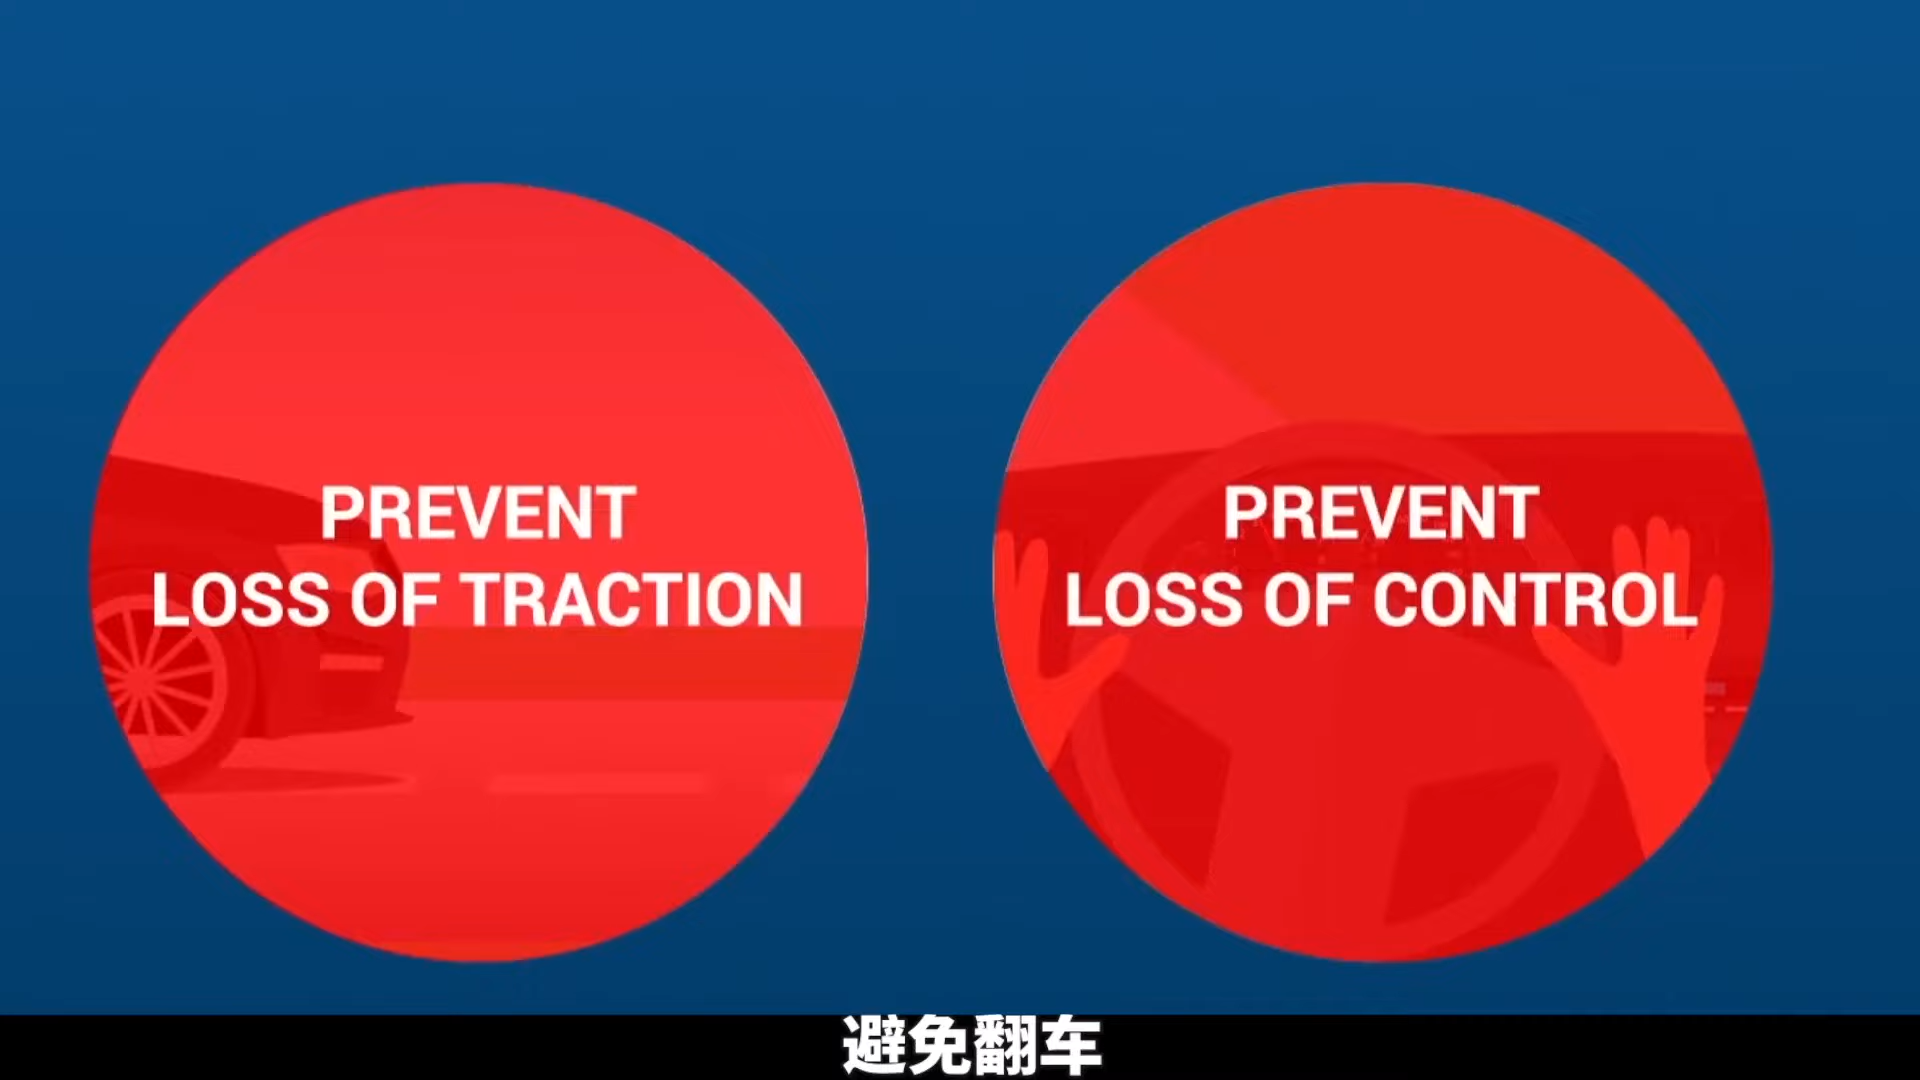 PREVENT
LOSS OF TRACTION
PREVENT
LOSS OF CONTROL
避免翻车